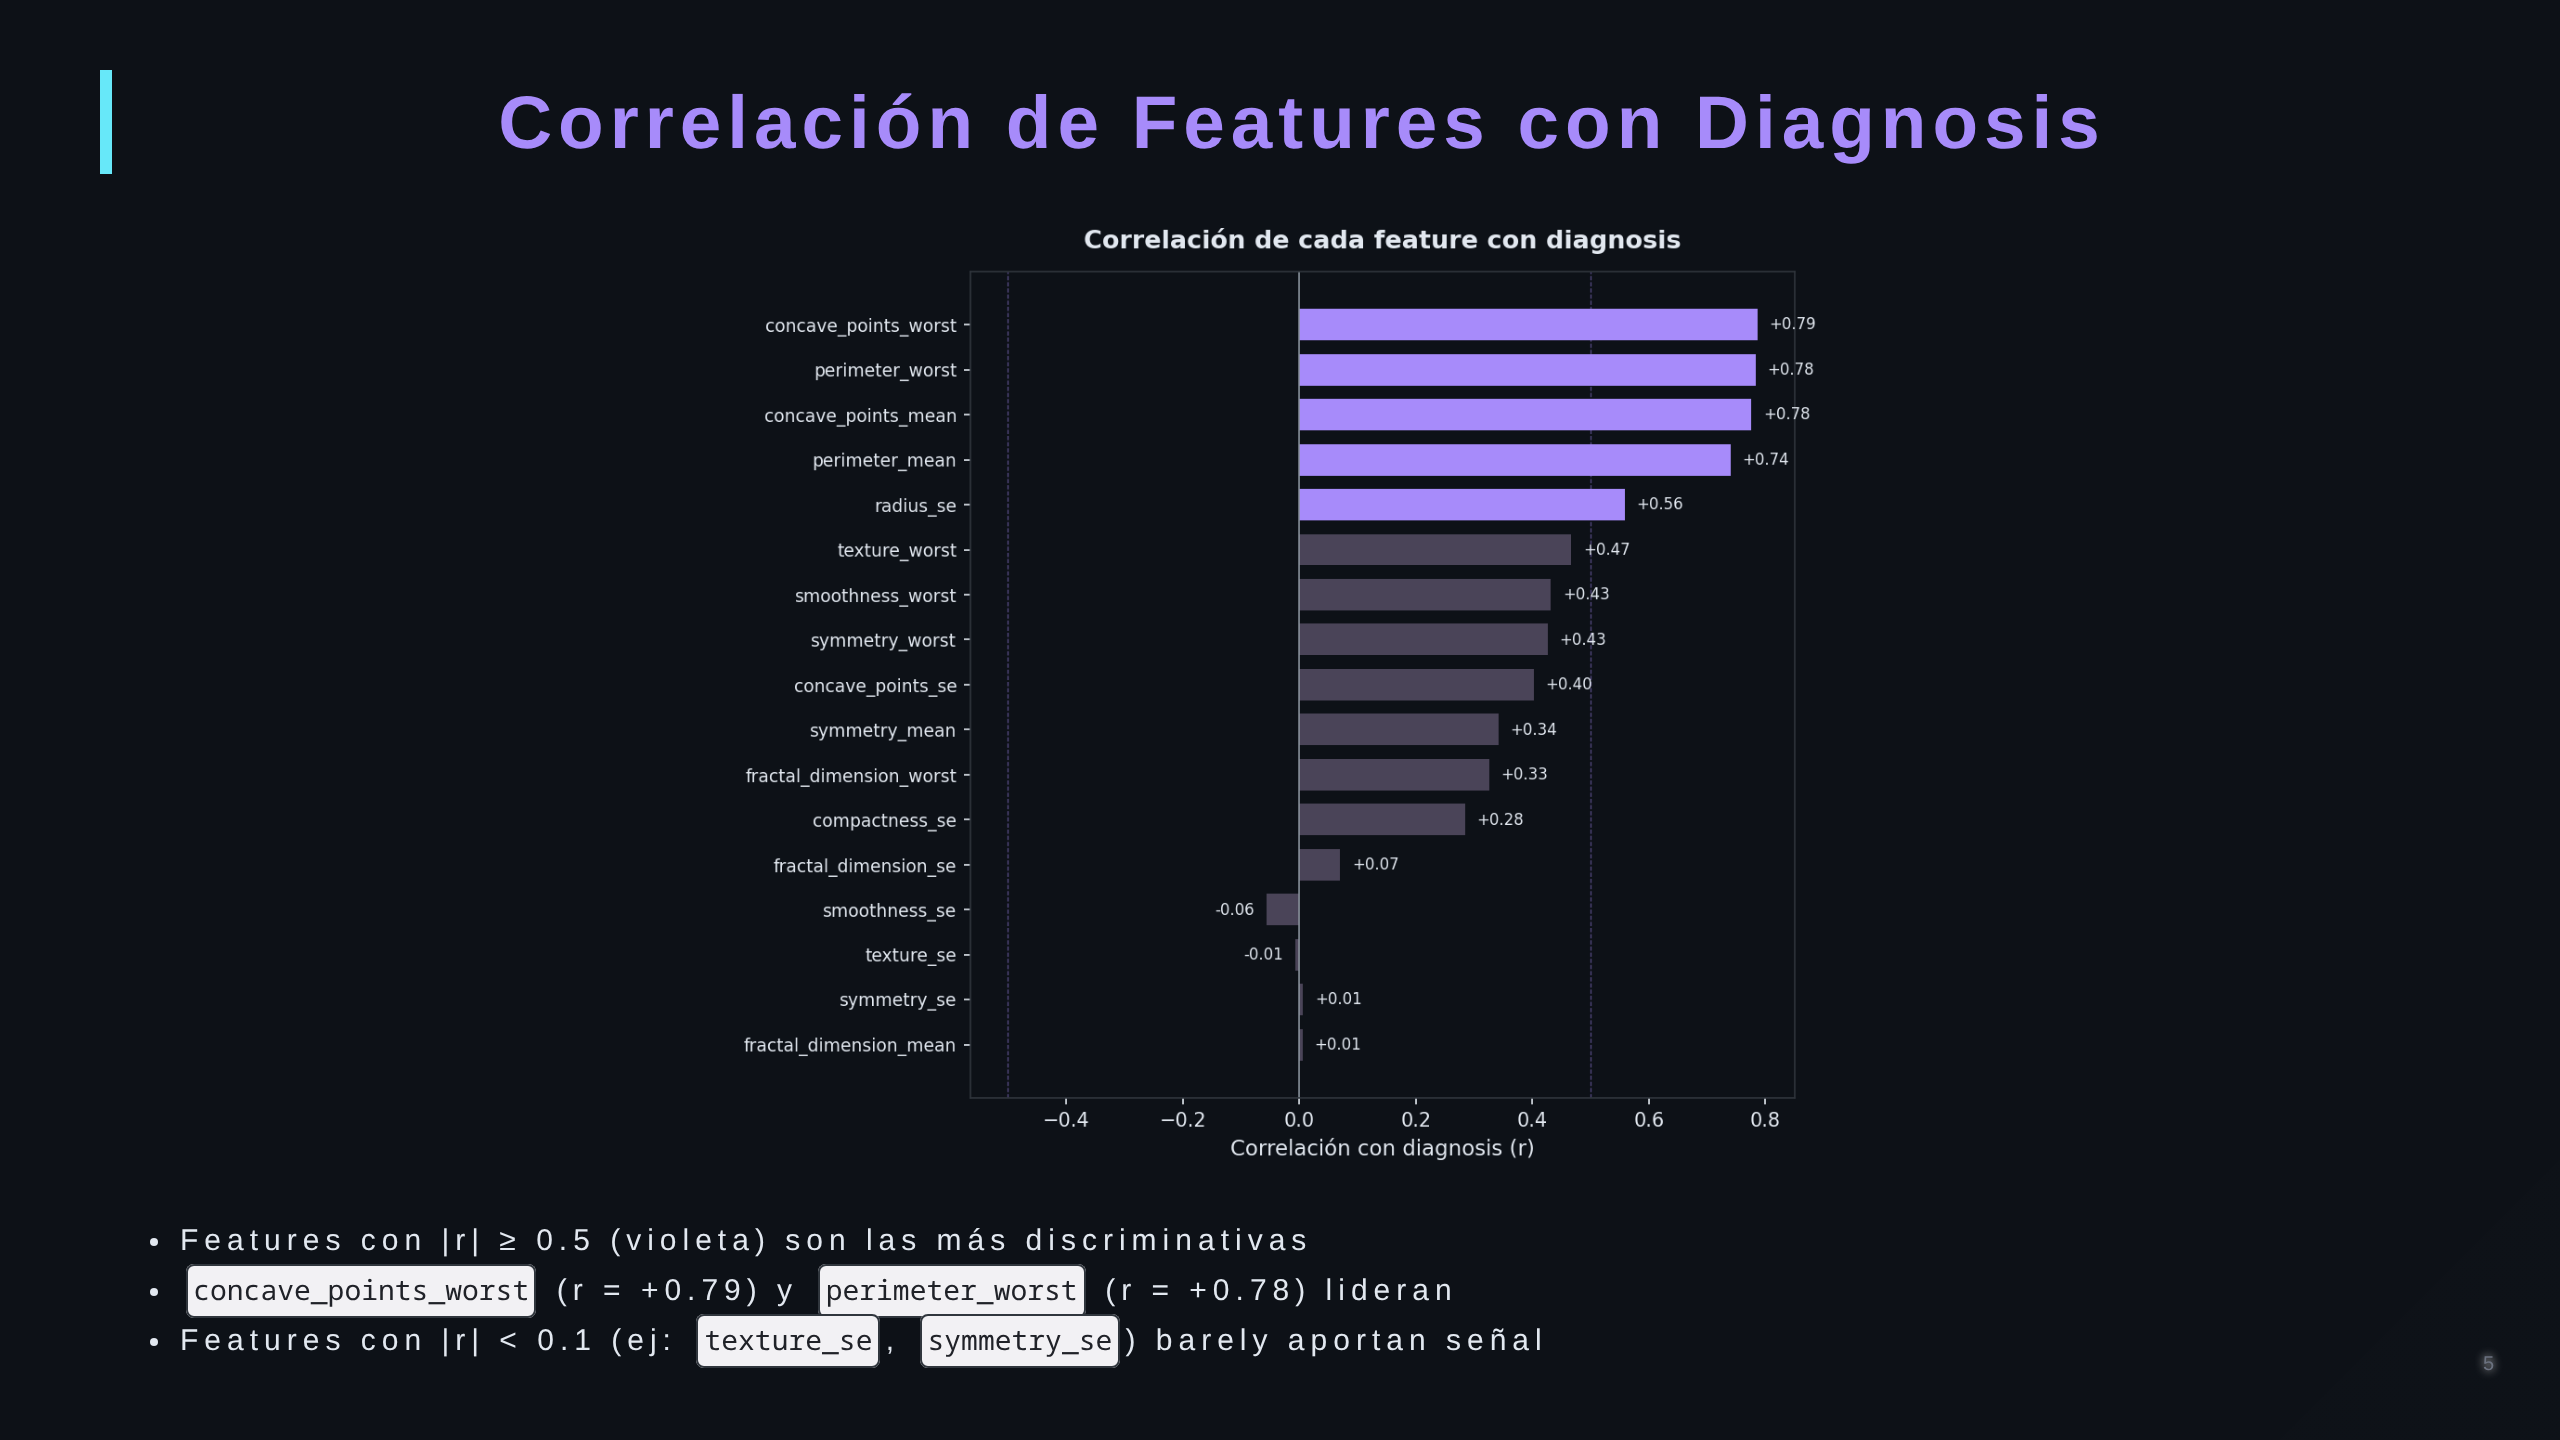 Correlación de Features con Diagnosis
Correlación de cada feature con diagnosis
concave_points_worst +0.79
perimeter_worst +0.78
concave_points_mean +0.78
perimeter_mean +0.74
radius_se +0.56
texture_worst +0.47
smoothness_worst +0.43
symmetry_worst +0.43
concave_points_se +0.40
symmetry_mean +0.34
fractal_dimension_worst +0.33
compactness_se +0.28
fractal_dimension_se +0.07
smoothness_se -0.06
texture_se -0.01
symmetry_se +0.01
fractal_dimension_mean +0.01
−0.4 −0.2 0.0 0.2 0.4 0.6 0.8
Correlación con diagnosis (r)
• Features con |r| ≥ 0.5 (violeta) son las más discriminativas
• concave_points_worst (r = +0.79) y perimeter_worst (r = +0.78) lideran
• Features con |r| < 0.1 (ej: texture_se, symmetry_se) barely aportan señal
5